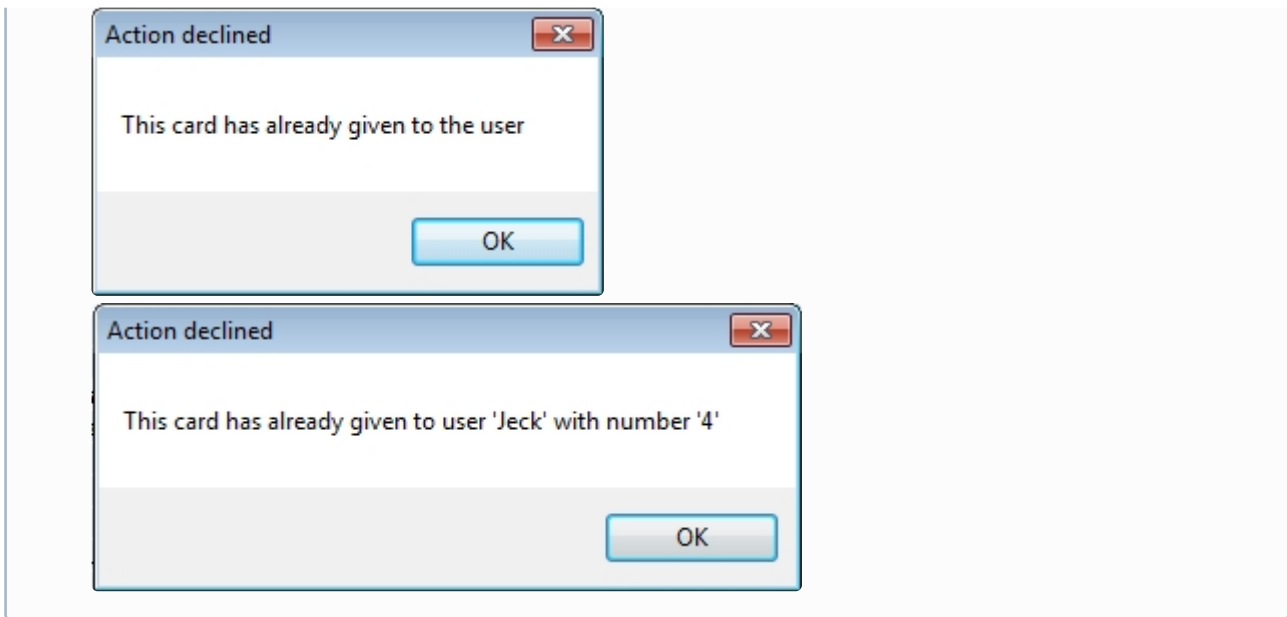 Action declined
This card has already given to the user
OK
Action declined
This card has already given to user 'Jeck' with number '4'
OK